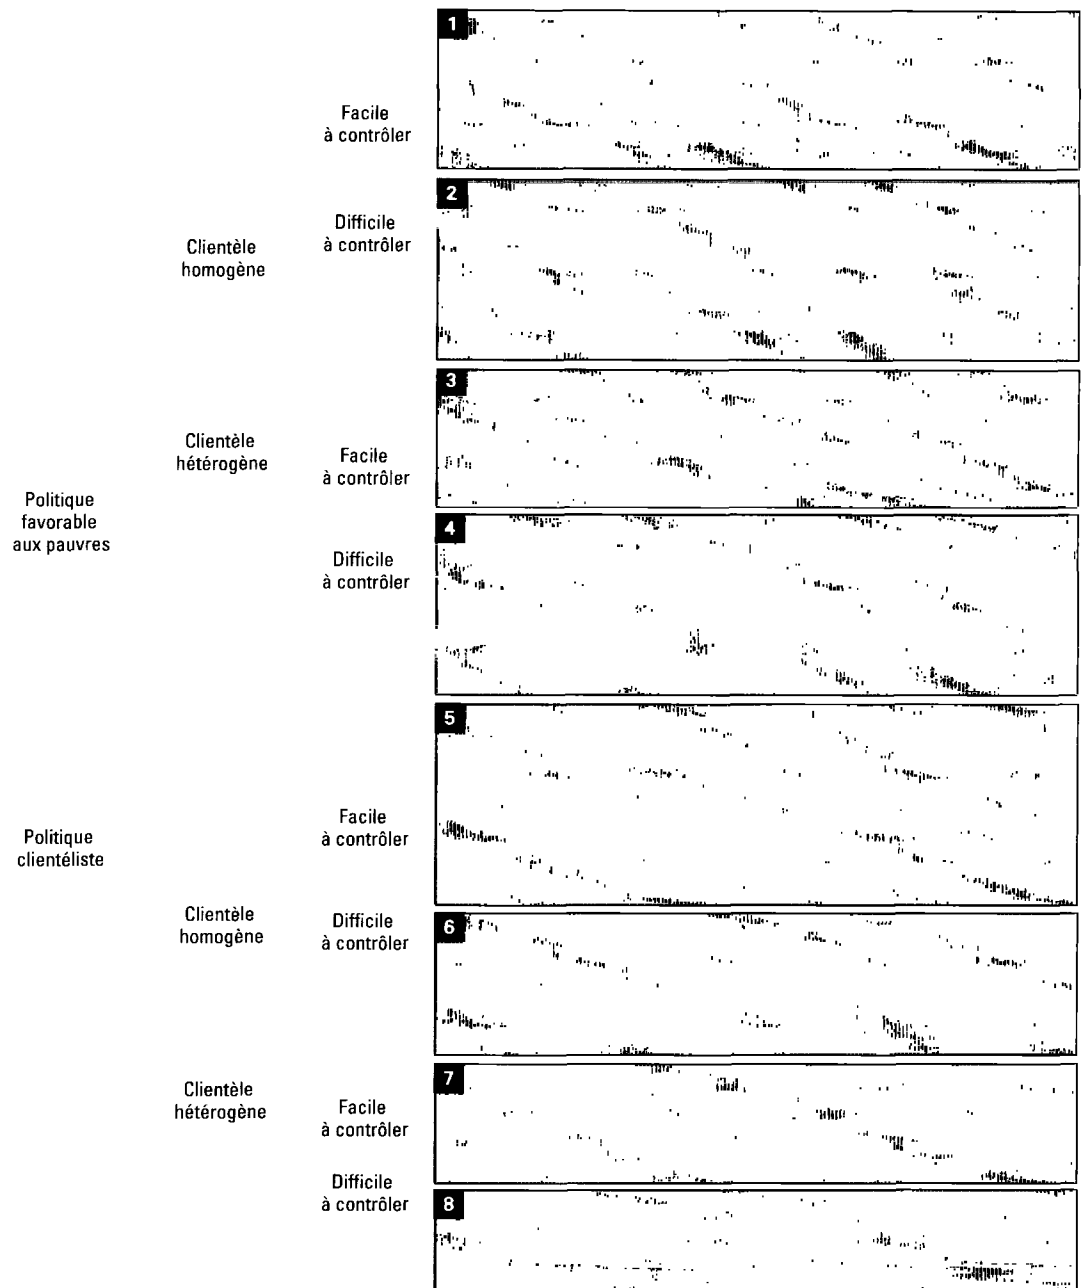 1
Facile
à contrôler
2
Difficile
à contrôler
Clientèle
homogène
3
Clientèle
hétérogène
Facile
à contrôler
Politique
favorable
aux pauvres
4
Difficile
à contrôler
5
Facile
à contrôler
Politique
clientéliste
Clientèle
homogène
Difficile
à contrôler
6
7
Clientèle
hétérogène
Facile
à contrôler
Difficile
à contrôler
8